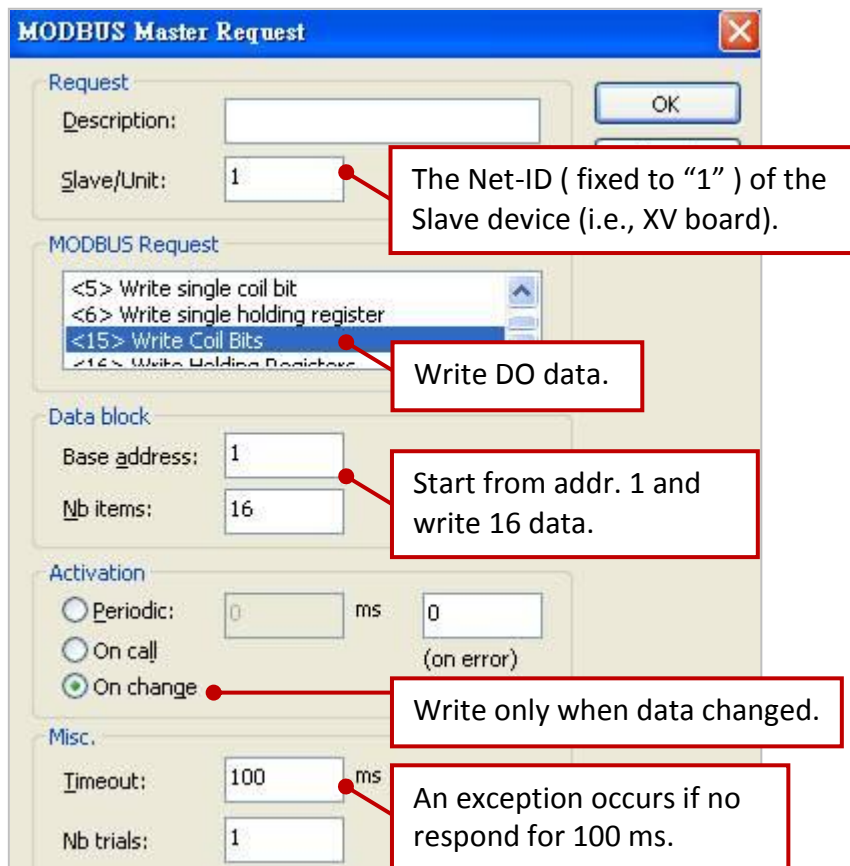 MODBUS Master Request
Request
Description:
OK
Slave/Unit:
1
The Net-ID ( fixed to “1” ) of the
Slave device (i.e., XV board).
MODBUS Request
<5> Write single coil bit
<6> Write single holding register
<15> Write Coil Bits
<16> Write Holding Registers
Write DO data.
Data block
Base address:
1
Nb items:
16
Start from addr. 1 and
write 16 data.
Activation
Periodic:
0
ms
0
On call
(on error)
On change
Write only when data changed.
Misc.
Timeout:
100
ms
An exception occurs if no
respond for 100 ms.
Nb trials:
1